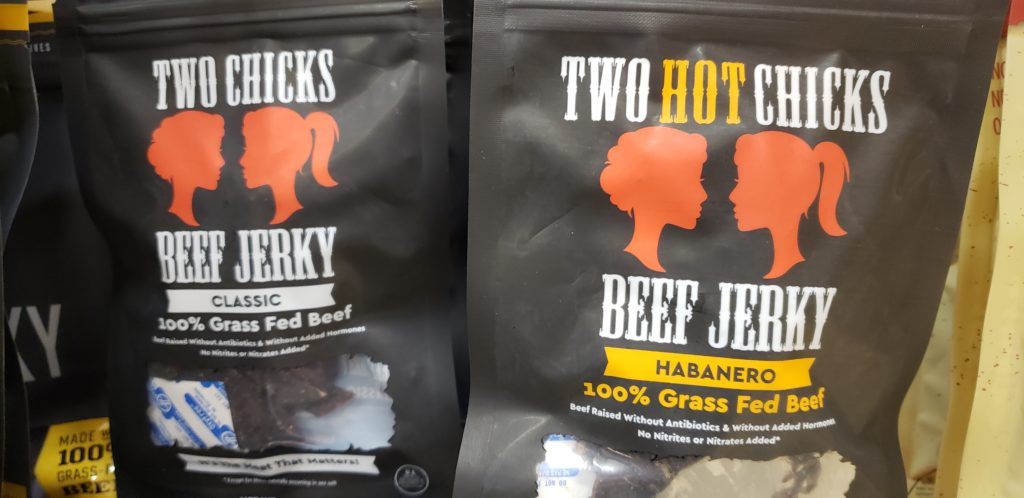 TWO CHICKS
BEEF JERKY
CLASSIC
100% Grass Fed Beef
Beef Raised Without Antibiotics & Without Added Hormones
No Nitrites or Nitrates Added*
It's the Meat That Matters!
TWO HOT CHICKS
BEEF JERKY
HABANERO
100% Grass Fed Beef
Beef Raised Without Antibiotics & Without Added Hormones
No Nitrites or Nitrates Added*
KY
MADE
100%
GRASS-
BEE
NO